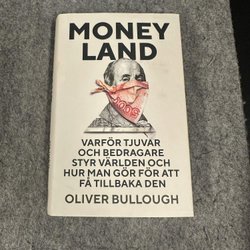 MONEY
LAND
VARFÖR TJUVAR
OCH BEDRAGARE
STYR VÄRLDEN OCH
HUR MAN GÖR FÖR ATT
FÅ TILLBAKA DEN
OLIVER BULLOUGH